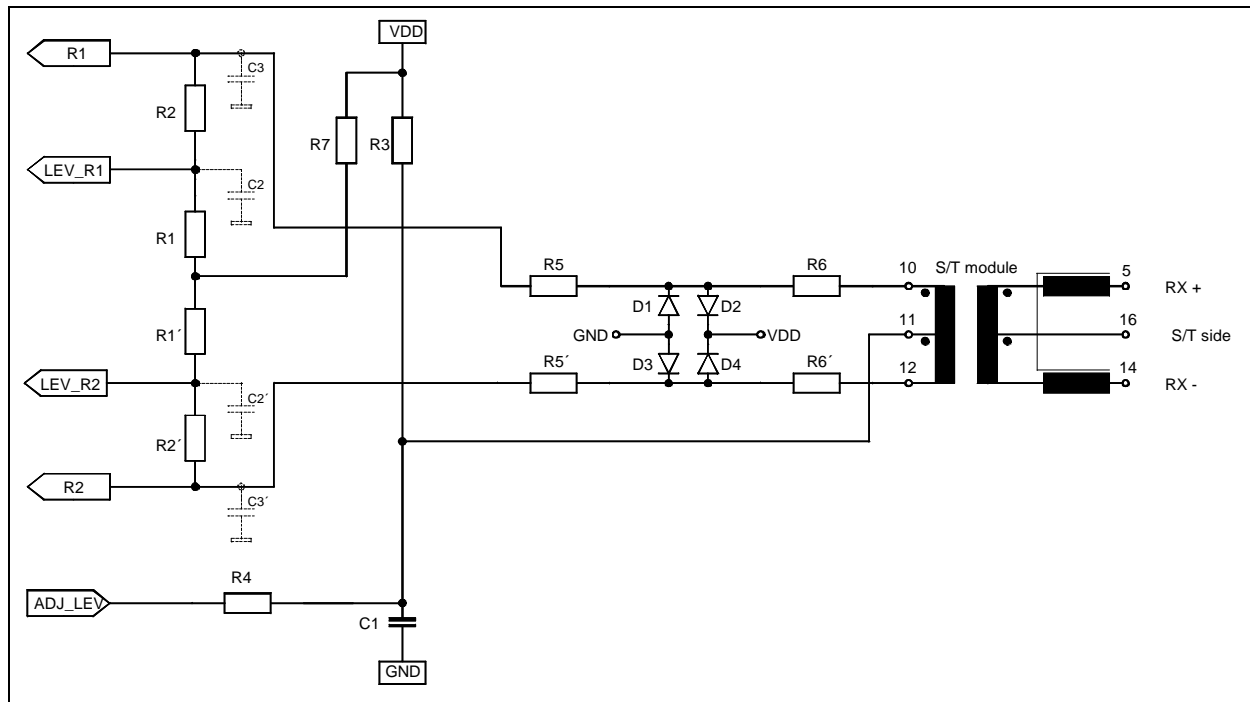 VDD
R1
C3
R2
R7
R3
LEV_R1
C2
R1
R5
R6
10
S/T module
5
RX +
D1
D2
GND
VDD
11
16
S/T side
R1´
D3
D4
LEV_R2
R5´
R6´
12
14
RX -
C2´
R2´
R2
C3´
R4
ADJ_LEV
C1
GND